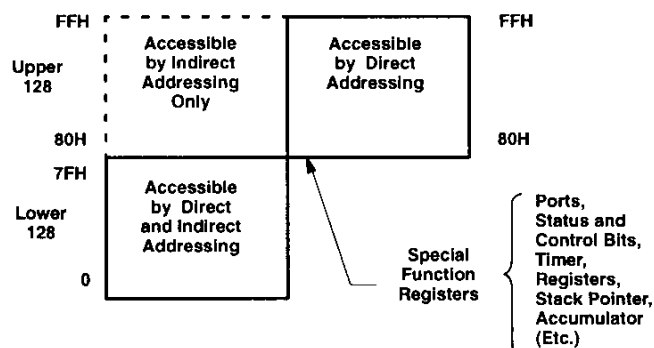 FFH
Upper
128
80H
Accessible
by Indirect
Addressing
Only
Accessible
by Direct
Addressing
FFH
80H
7FH
Lower
128
0
Accessible
by Direct
and Indirect
Addressing
Special
Function
Registers
Ports,
Status and
Control Bits,
Timer,
Registers,
Stack Pointer,
Accumulator
(Etc.)